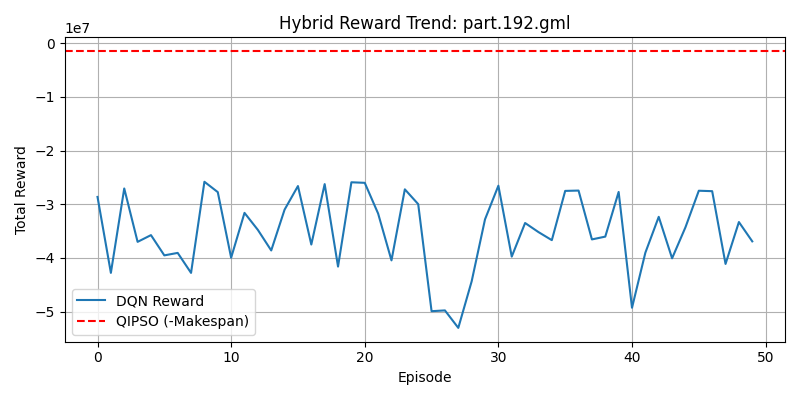 Hybrid Reward Trend: part.192.gml
1e7
0
−1
−2
−3
−4
−5
Total Reward
DQN Reward
QIPSO (-Makespan)
0 10 20 30 40 50
Episode